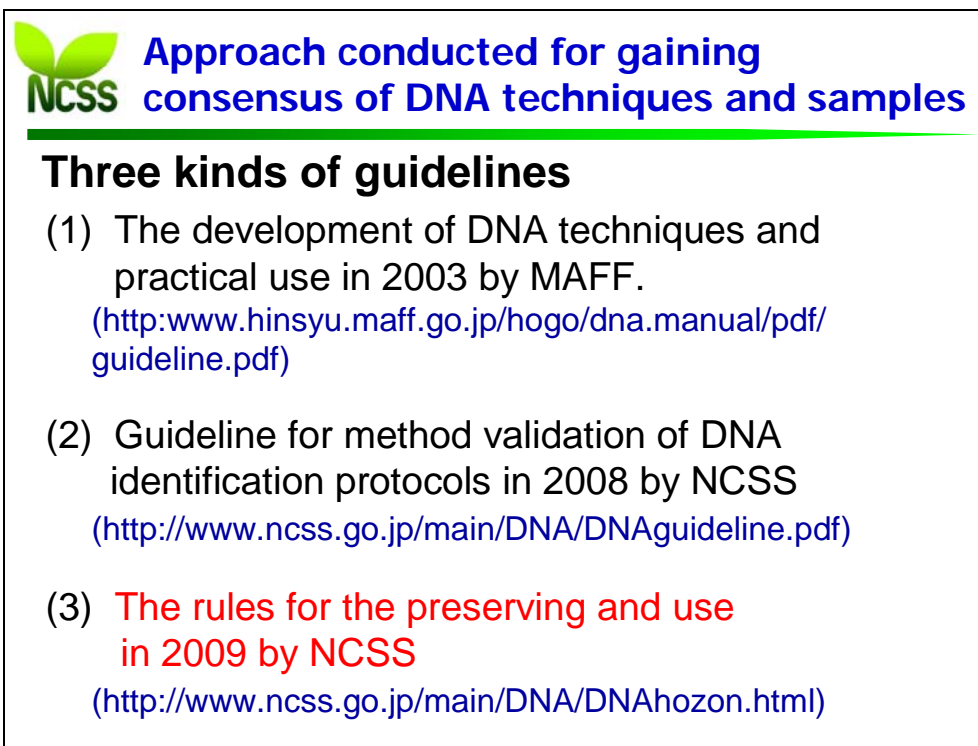 NCSS
Approach conducted for gaining
consensus of DNA techniques and samples
Three kinds of guidelines
(1) The development of DNA techniques and
practical use in 2003 by MAFF.
(http:www.hinsyu.maff.go.jp/hogo/dna.manual/pdf/
guideline.pdf)
(2) Guideline for method validation of DNA
identification protocols in 2008 by NCSS
(http://www.ncss.go.jp/main/DNA/DNAguideline.pdf)
(3) The rules for the preserving and use
in 2009 by NCSS
(http://www.ncss.go.jp/main/DNA/DNAhozon.html)